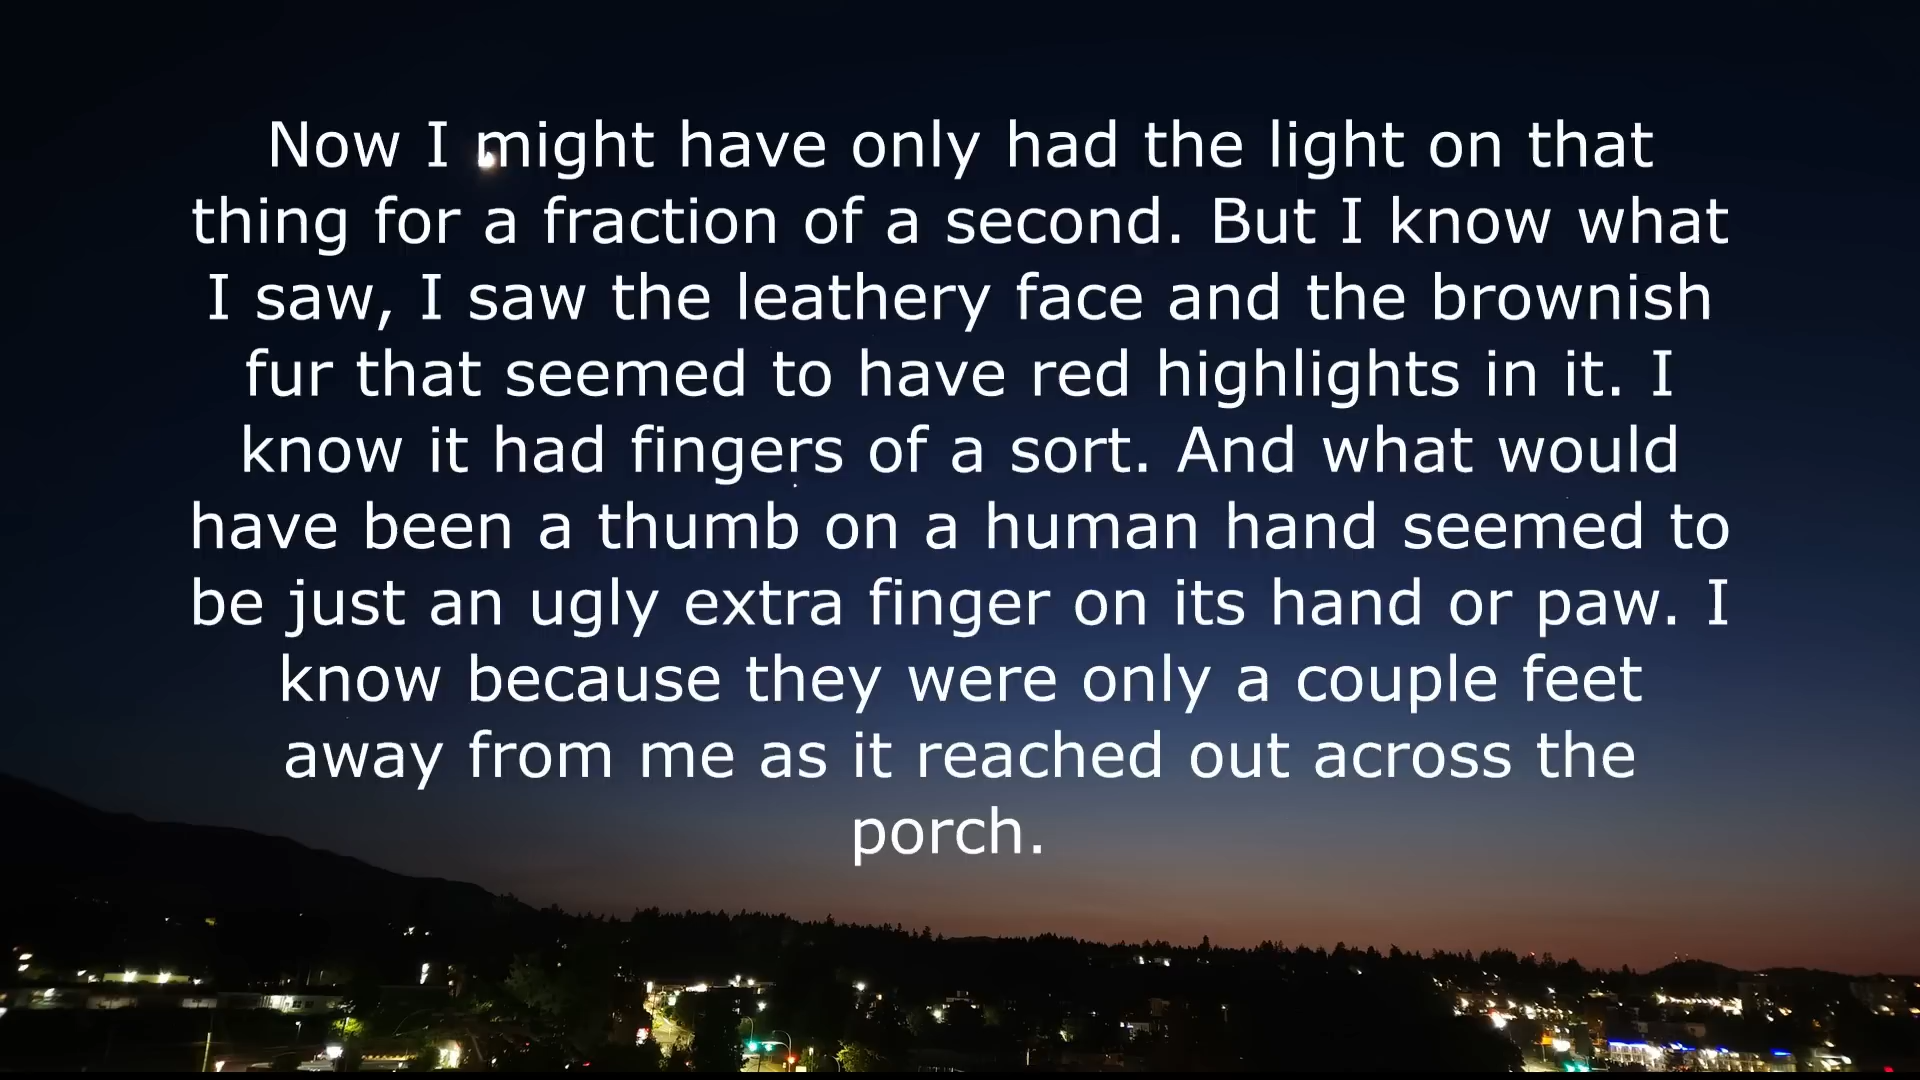 Now I might have only had the light on that
thing for a fraction of a second. But I know what
I saw, I saw the leathery face and the brownish
fur that seemed to have red highlights in it. I
know it had fingers of a sort. And what would
have been a thumb on a human hand seemed to
be just an ugly extra finger on its hand or paw. I
know because they were only a couple feet
away from me as it reached out across the
porch.